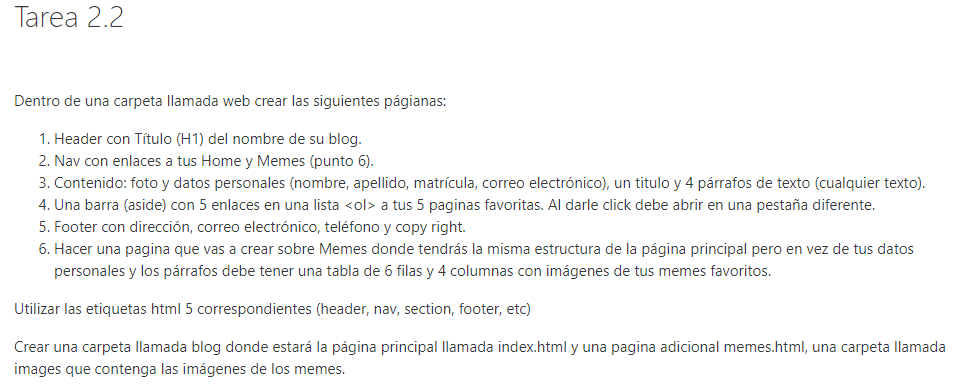 Tarea 2.2
Dentro de una carpeta llamada web crear las siguientes págianas:
1. Header con Título (H1) del nombre de su blog.
2. Nav con enlaces a tus Home y Memes (punto 6).
3. Contenido: foto y datos personales (nombre, apellido, matrícula, correo electrónico), un titulo y 4 párrafos de texto (cualquier texto).
4. Una barra (aside) con 5 enlaces en una lista <ol> a tus 5 paginas favoritas. Al darle click debe abrir en una pestaña diferente.
5. Footer con dirección, correo electrónico, teléfono y copy right.
6. Hacer una pagina que vas a crear sobre Memes donde tendrás la misma estructura de la página principal pero en vez de tus datos
personales y los párrafos debe tener una tabla de 6 filas y 4 columnas con imágenes de tus memes favoritos.
Utilizar las etiquetas html 5 correspondientes (header, nav, section, footer, etc)
Crear una carpeta llamada blog donde estará la página principal llamada index.html y una pagina adicional memes.html, una carpeta llamada
images que contenga las imágenes de los memes.